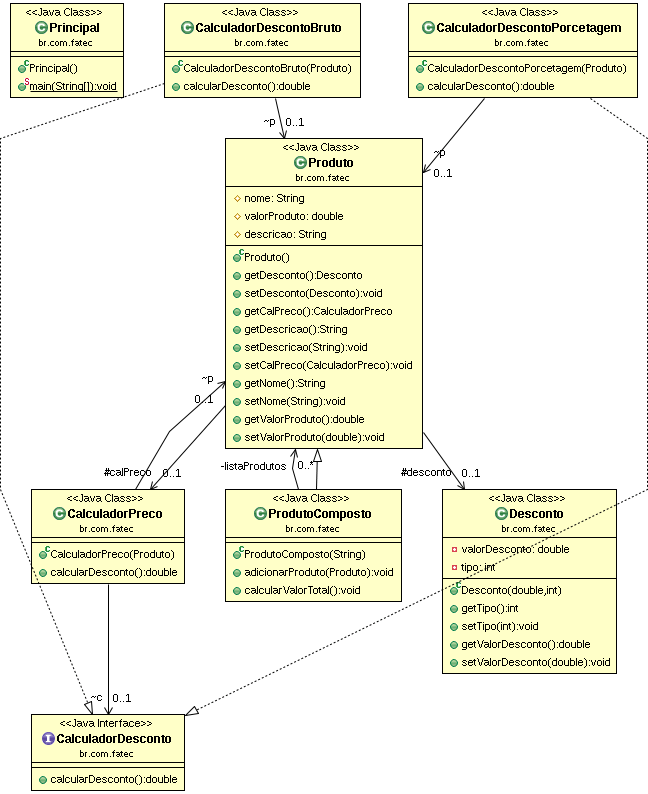 <<Java Class>>
Principal
br.com.fatec
Principal()
main(String[]):void
<<Java Class>>
CalculadorDescontoBruto
br.com.fatec
CalculadorDescontoBruto(Produto)
calcularDesconto():double
<<Java Class>>
CalculadorDescontoPorcetagem
br.com.fatec
CalculadorDescontoPorcetagem(Produto)
calcularDesconto():double
~p 0..1
~p
0..1
<<Java Class>>
Produto
br.com.fatec
nome: String
valorProduto: double
descricao: String
Produto()
getDesconto():Desconto
setDesconto(Desconto):void
getCalPreco():CalculadorPreco
getDescricao():String
setDescricao(String):void
setCalPreco(CalculadorPreco):void
getNome():String
setNome(String):void
getValorProduto():double
setValorProduto(double):void
~p
0..1
#calPreco 0..1
-listaProdutos 0..*
#desconto 0..1
<<Java Class>>
CalculadorPreco
br.com.fatec
CalculadorPreco(Produto)
calcularDesconto():double
<<Java Class>>
ProdutoComposto
br.com.fatec
ProdutoComposto(String)
adicionarProduto(Produto):void
calcularValorTotal():void
<<Java Class>>
Desconto
br.com.fatec
valorDesconto: double
tipo: int
Desconto(double,int)
getTipo():int
setTipo(int):void
getValorDesconto():double
setValorDesconto(double):void
~c 0..1
<<Java Interface>>
CalculadorDesconto
br.com.fatec
calcularDesconto():double